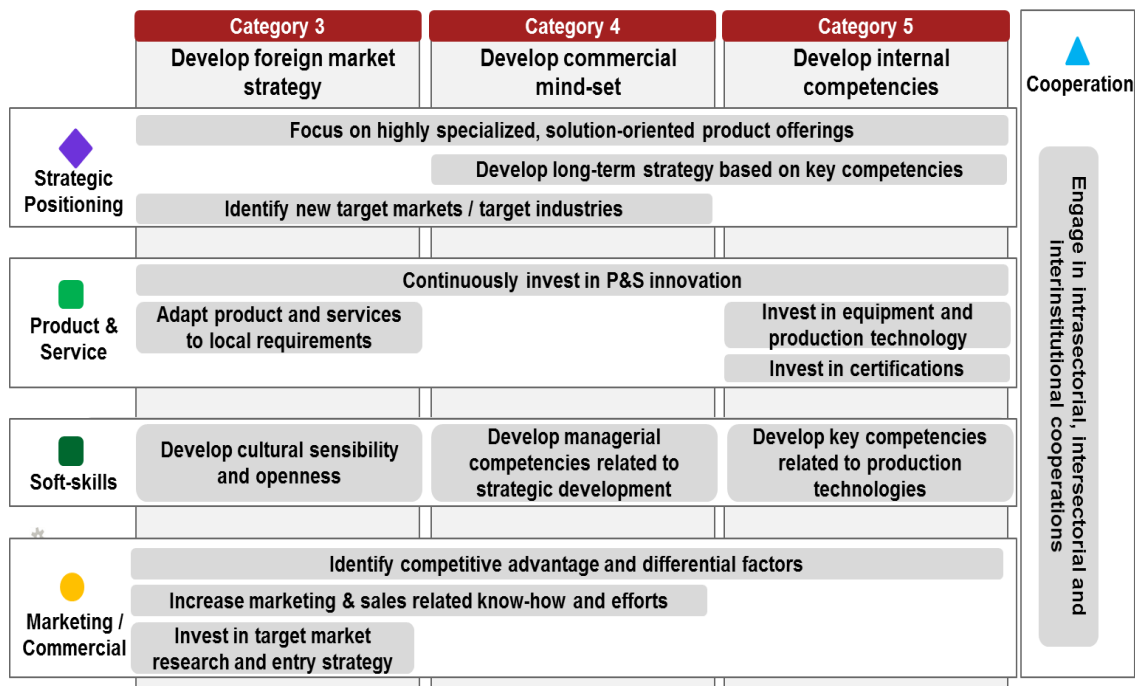 Category 3
Develop foreign market
strategy
Category 4
Develop commercial
mind-set
Category 5
Develop internal
competencies
Cooperation
Strategic
Positioning
Focus on highly specialized, solution-oriented product offerings
Develop long-term strategy based on key competencies
Identify new target markets / target industries
Product &
Service
Continuously invest in P&S innovation
Adapt product and services
to local requirements
Invest in equipment and
production technology
Invest in certifications
Soft-skills
Develop cultural sensibility
and openness
Develop managerial
competencies related to
strategic development
Develop key competencies
related to production
technologies
*
Marketing /
Commercial
Identify competitive advantage and differential factors
Increase marketing & sales related know-how and efforts
Invest in target market
research and entry strategy
Engage in intrasectorial, intersectorial and
interinstitutional cooperations